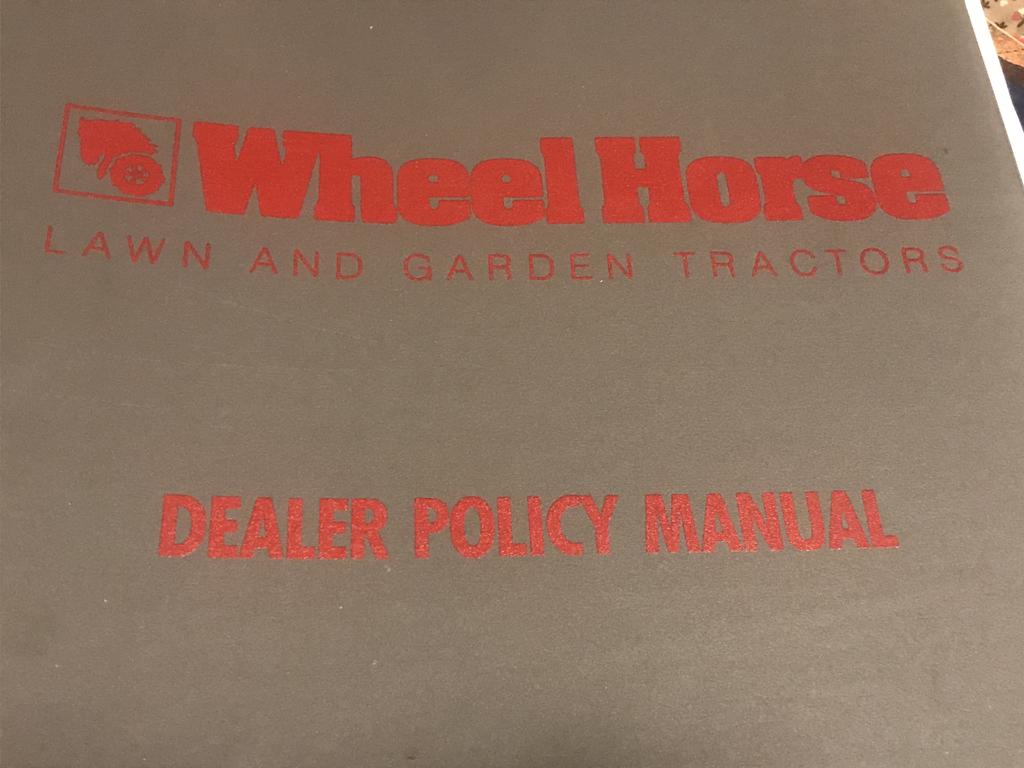 Wheel Horse
LAWN AND GARDEN TRACTORS
DEALER POLICY MANUAL